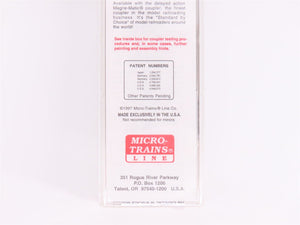 Available with the delayed action
Magne-Matic® coupler; the finest
coupler in the model railroading
business. It's the "Standard by
Choice" of model railroaders around
the world.
See inside box for coupler testing pro-
cedures and, in some cases, further
painting and assembly hints.
PATENT NUMBERS
Other Patents Pending
©1997 Micro-Trains® Line Co.
MADE EXCLUSIVELY IN THE U.S.A.
Not recommended for minors.
MICRO-
TRAINS®
LINE
351 Rogue River Parkway
P.O. Box 1200
Talent, OR 97540-1200 U.S.A.